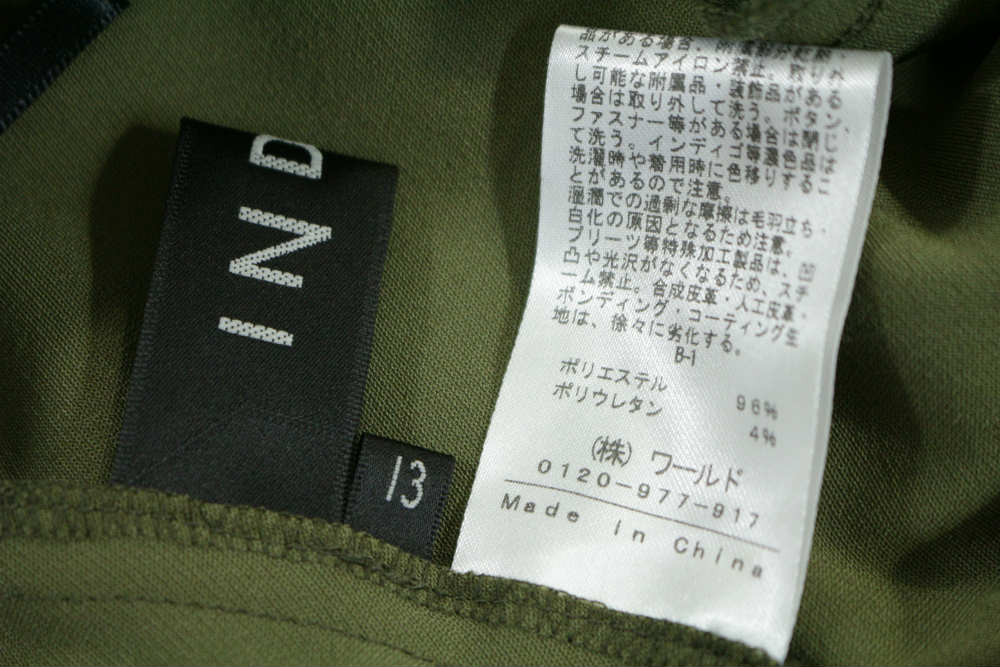 IND
13
スチームアイロン禁止。取り外
し可能な附属品・装飾品がある
場合は取り外して洗う。ボタン、
ファスナー等がある場合は閉じ
て洗う。インディゴ等濃色品は
洗濯時や着用時に色移りするこ
とがあるので注意。
湿潤での過剰な摩擦は毛羽立ち・
白化の原因となるため注意。
プリーツ等特殊加工製品は、凹
凸や光沢がなくなるため、スチ
ーム禁止。合成皮革・人工皮革・
ボンディング・コーティング生
地は、徐々に劣化する。
B-1
ポリエステル 96%
ポリウレタン 4%
(株) ワールド
0120-977-917
Made in China